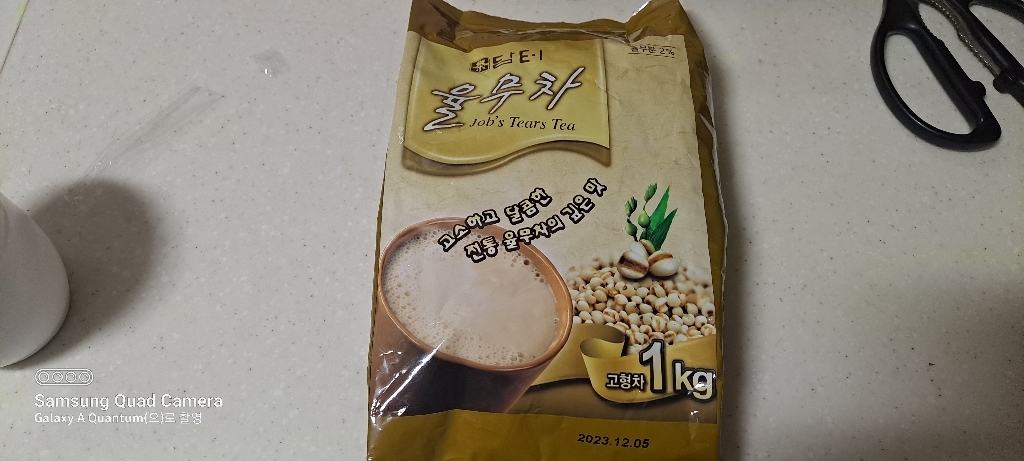 담E·I
율무차
Job's Tears Tea
율무분 2%
고소하고 달콤한
전통 율무차의 깊은 맛
고형차 1kg
2023.12.05
Samsung Quad Camera
Galaxy A Quantum(으)로 촬영